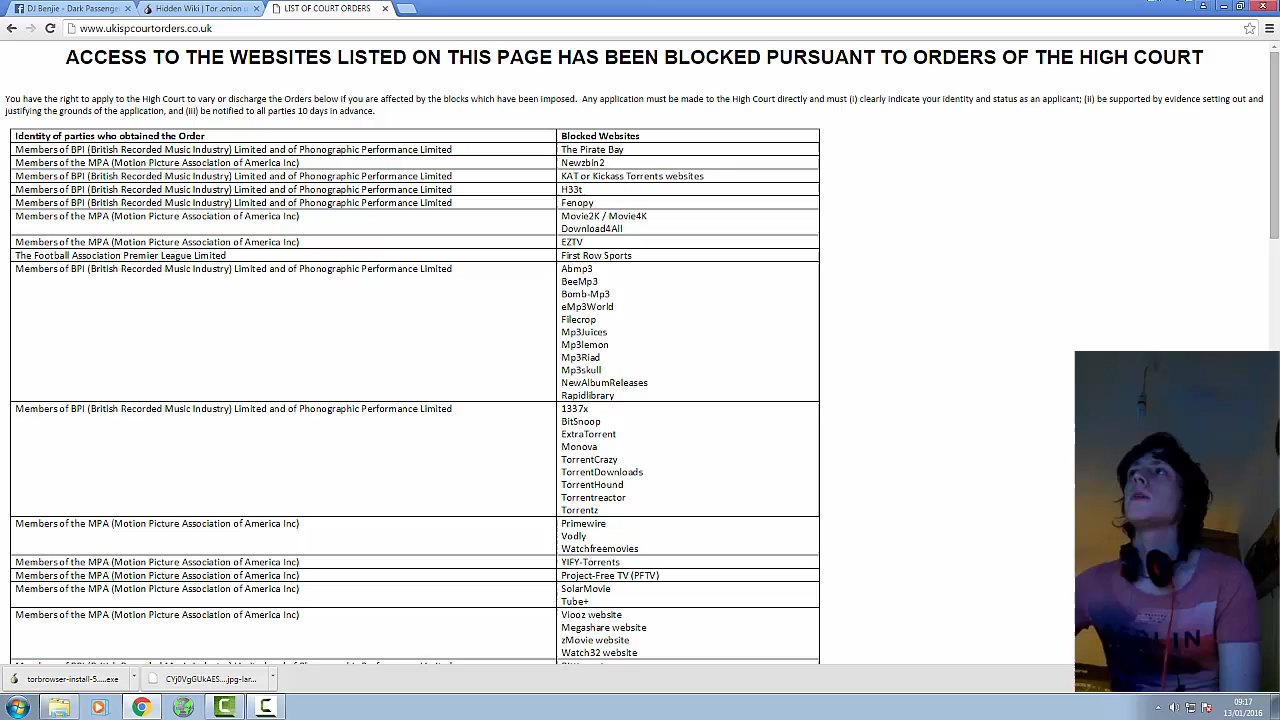 DJ Benjie - Dark Passenge
Hidden Wiki | Tor .onion u
LIST OF COURT ORDERS
www.ukispcourtorders.co.uk
ACCESS TO THE WEBSITES LISTED ON THIS PAGE HAS BEEN BLOCKED PURSUANT TO ORDERS OF THE HIGH COURT
You have the right to apply to the High Court to vary or discharge the Orders below if you are affected by the blocks which have been imposed. Any application must be made to the High Court directly and must (i) clearly indicate your identity and status as an applicant; (ii) be supported by evidence setting out and
justifying the grounds of the application, and (iii) be notified to all parties 10 days in advance.
Identity of parties who obtained the Order Blocked Websites
Members of BPI (British Recorded Music Industry) Limited and of Phonographic Performance Limited The Pirate Bay
Members of the MPA (Motion Picture Association of America Inc) Newzbin2
Members of BPI (British Recorded Music Industry) Limited and of Phonographic Performance Limited KAT or Kickass Torrents websites
Members of BPI (British Recorded Music Industry) Limited and of Phonographic Performance Limited H33t
Members of BPI (British Recorded Music Industry) Limited and of Phonographic Performance Limited Fenopy
Members of the MPA (Motion Picture Association of America Inc) Movie2K / Movie4K
Download4All
Members of the MPA (Motion Picture Association of America Inc) EZTV
The Football Association Premier League Limited First Row Sports
Members of BPI (British Recorded Music Industry) Limited and of Phonographic Performance Limited Abmp3
BeeMp3
Bomb-Mp3
eMp3World
Filecrop
Mp3Juices
Mp3lemon
Mp3Riad
Mp3skull
NewAlbumReleases
Rapidlibrary
Members of BPI (British Recorded Music Industry) Limited and of Phonographic Performance Limited 1337x
BitSnoop
ExtraTorrent
Monova
TorrentCrazy
TorrentDownloads
TorrentHound
Torrentreactor
Torrentz
Members of the MPA (Motion Picture Association of America Inc) Primewire
Vodly
Watchfreemovies
Members of the MPA (Motion Picture Association of America Inc) YIFY-Torrents
Members of the MPA (Motion Picture Association of America Inc) Project-Free TV (PFTV)
Members of the MPA (Motion Picture Association of America Inc) SolarMovie
Tube+
Members of the MPA (Motion Picture Association of America Inc) Viooz website
Megashare website
zMovie website
Watch32 website
torbrowser-install-5.....exe
CYj0VgGUkAES....jpg-lar...
09:17
13/01/2016